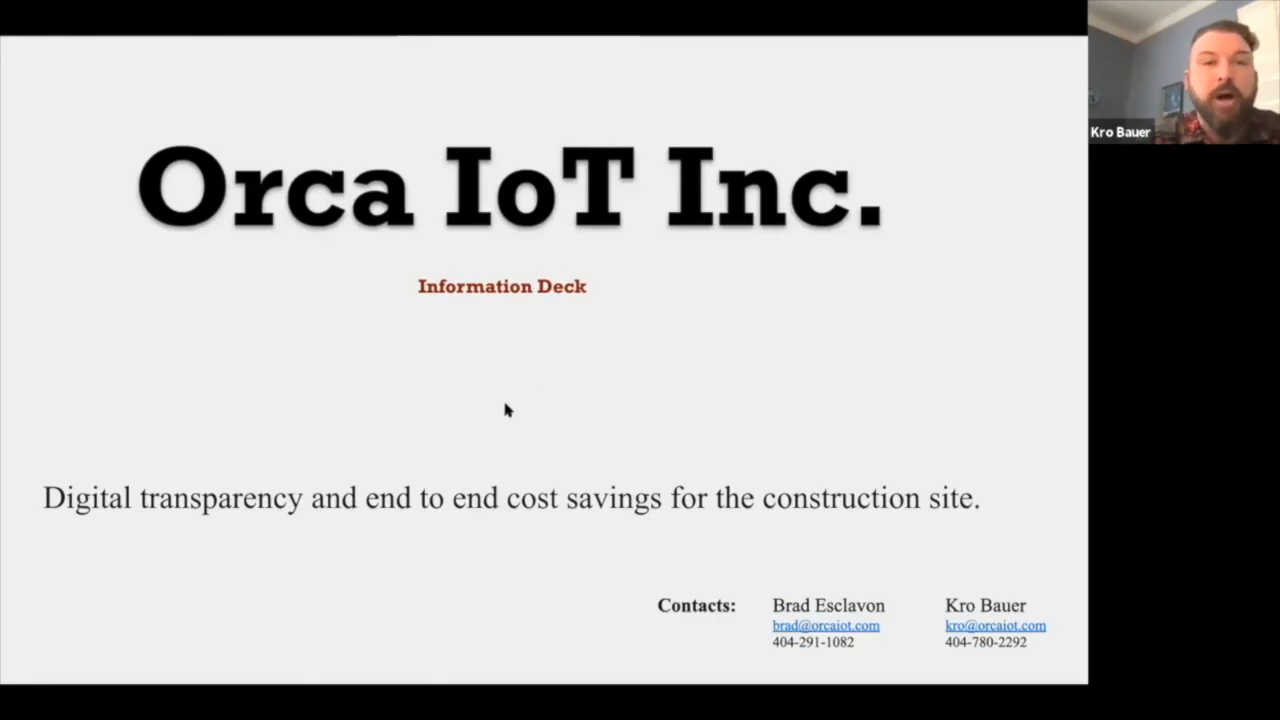 Orca IoT Inc.
Information Deck
Digital transparency and end to end cost savings for the construction site.
Contacts: Brad Esclavon Kro Bauer
brad@orcaiot.com kro@orcaiot.com
404-291-1082 404-780-2292
Kro Bauer